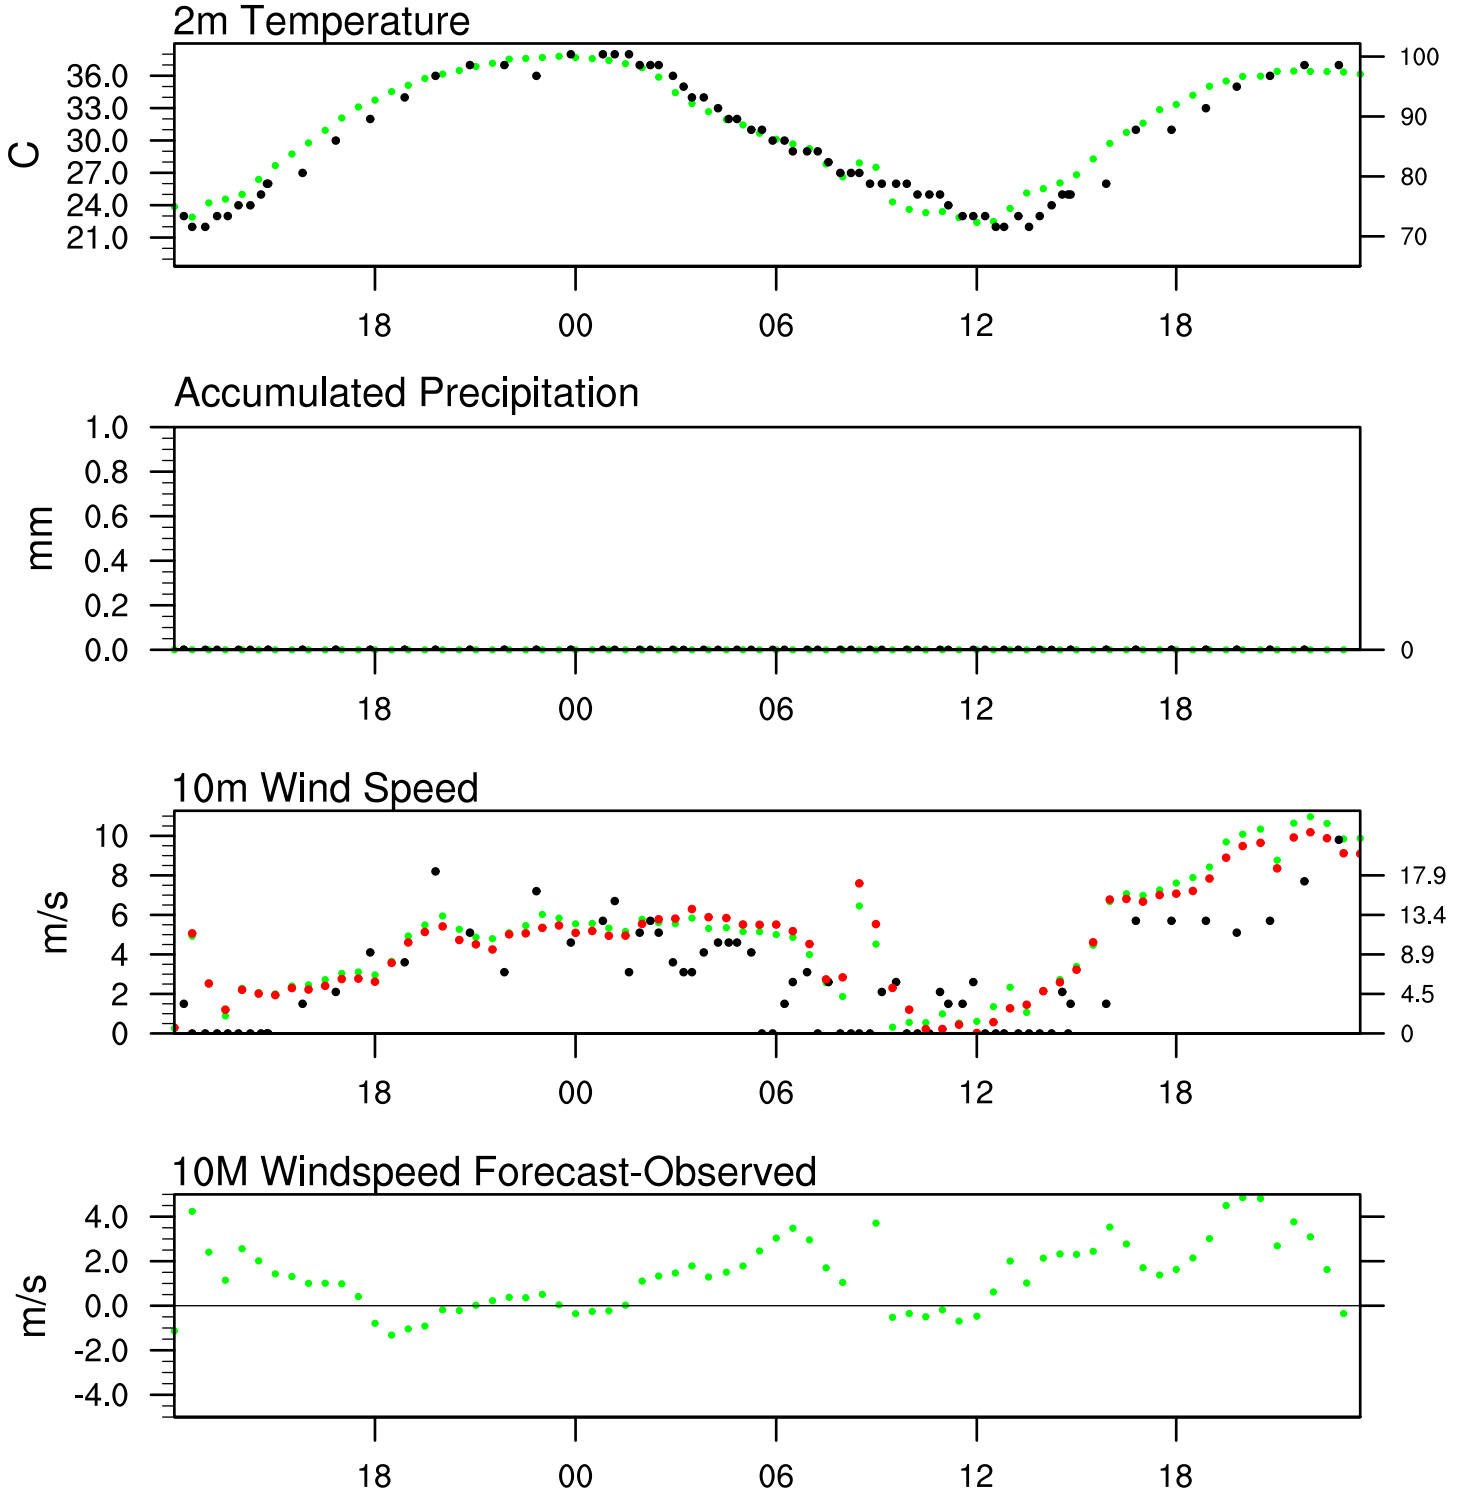 2m Temperature
36.0
33.0
30.0
27.0
24.0
21.0
C
100
90
80
70
18 00 06 12 18
Accumulated Precipitation
1.0
0.8
0.6
0.4
0.2
0.0
mm
0
18 00 06 12 18
10m Wind Speed
10
8
6
4
2
0
m/s
17.9
13.4
8.9
4.5
0
18 00 06 12 18
10M Windspeed Forecast-Observed
4.0
2.0
0.0
-2.0
-4.0
m/s
18 00 06 12 18